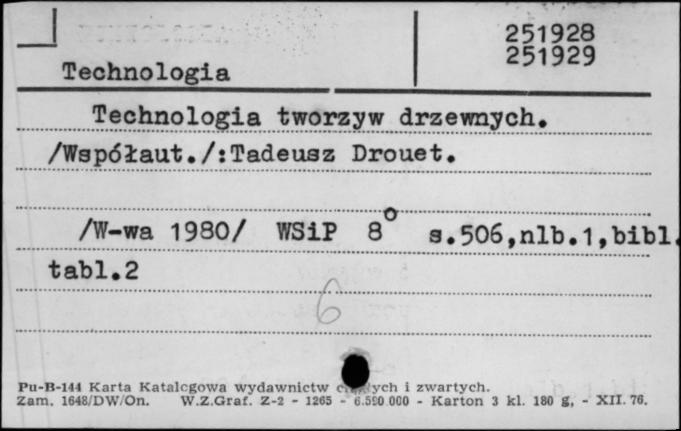 251928
251929
Technologia
Technologia tworzyw drzewnych.
/Współaut./:Tadeusz Drouet.
/W-wa 1980/ WSiP 8° s.506,nlb.1,bibl.
tabl.2
6
Pu-B-144 Karta Katalogowa wydawnictw i zwartych.
Zam. 1648/DW/On. W.Z.Graf. Z-2 - 1265 - 6.590.000 - Karton 3 kl. 180 g, - XII. 76.